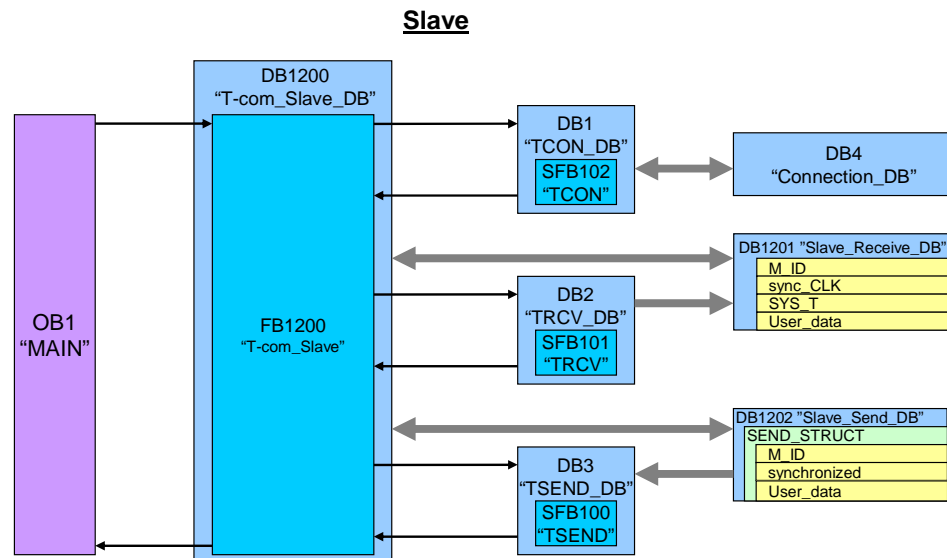 Slave
DB1200
“T-com_Slave_DB”
OB1
“MAIN”
FB1200
“T-com_Slave”
DB1
“TCON_DB”
SFB102
“TCON”
DB4
“Connection_DB”
DB1201 ”Slave_Receive_DB”
M_ID
sync_CLK
SYS_T
User_data
DB2
“TRCV_DB”
SFB101
“TRCV”
DB1202 ”Slave_Send_DB”
SEND_STRUCT
M_ID
synchronized
User_data
DB3
“TSEND_DB”
SFB100
“TSEND”